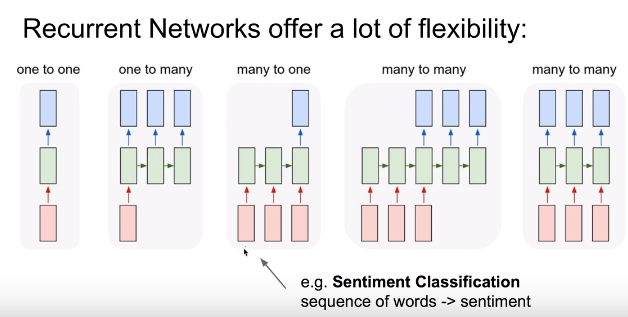 Recurrent Networks offer a lot of flexibility:
one to one
one to many
many to one
many to many
many to many
e.g. Sentiment Classification
sequence of words -> sentiment